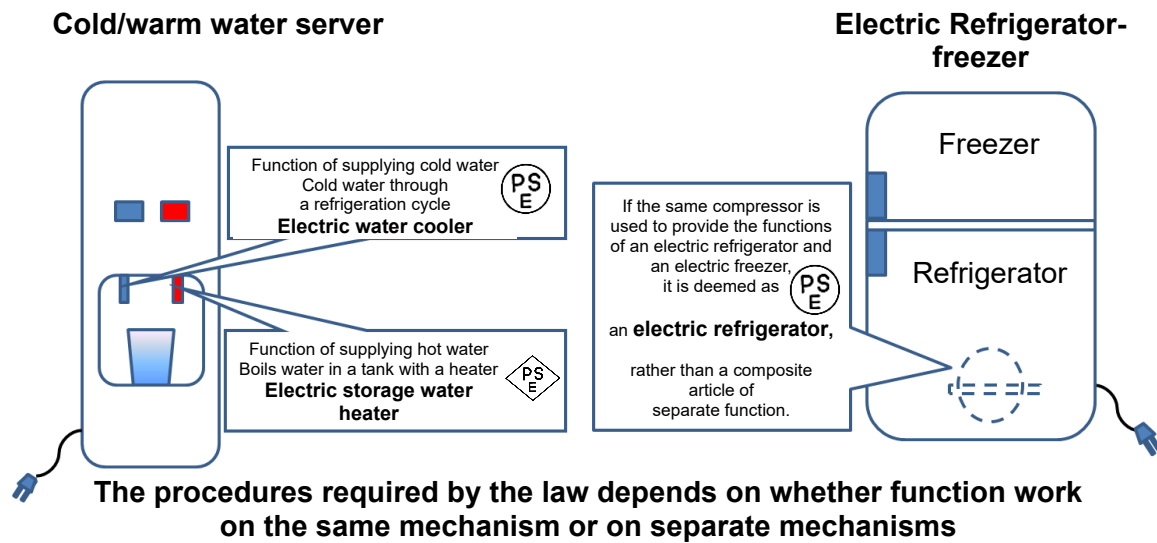 Cold/warm water server
Function of supplying cold water
Cold water through
a refrigeration cycle
Electric water cooler
PS
E
Function of supplying hot water
Boils water in a tank with a heater
Electric storage water
heater
PS
E
Electric Refrigerator-
freezer
Freezer
Refrigerator
If the same compressor is
used to provide the functions
of an electric refrigerator and
an electric freezer,
it is deemed as
PS
E
an electric refrigerator,
rather than a composite
article of
separate function.
The procedures required by the law depends on whether function work
on the same mechanism or on separate mechanisms